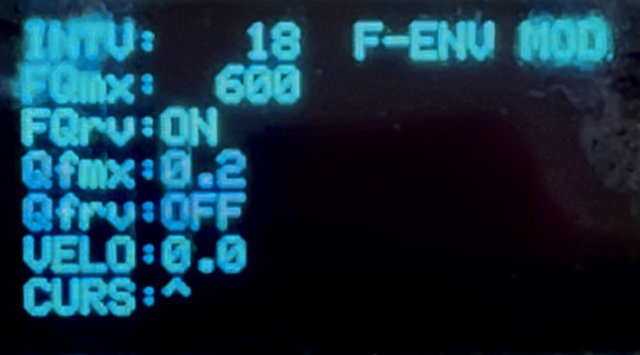 INTV: 18 F-ENV MOD
FQmx: 600
FQrv:ON
Qfmx:0.2
Qfrv:OFF
VELO:0.0
CURS:^